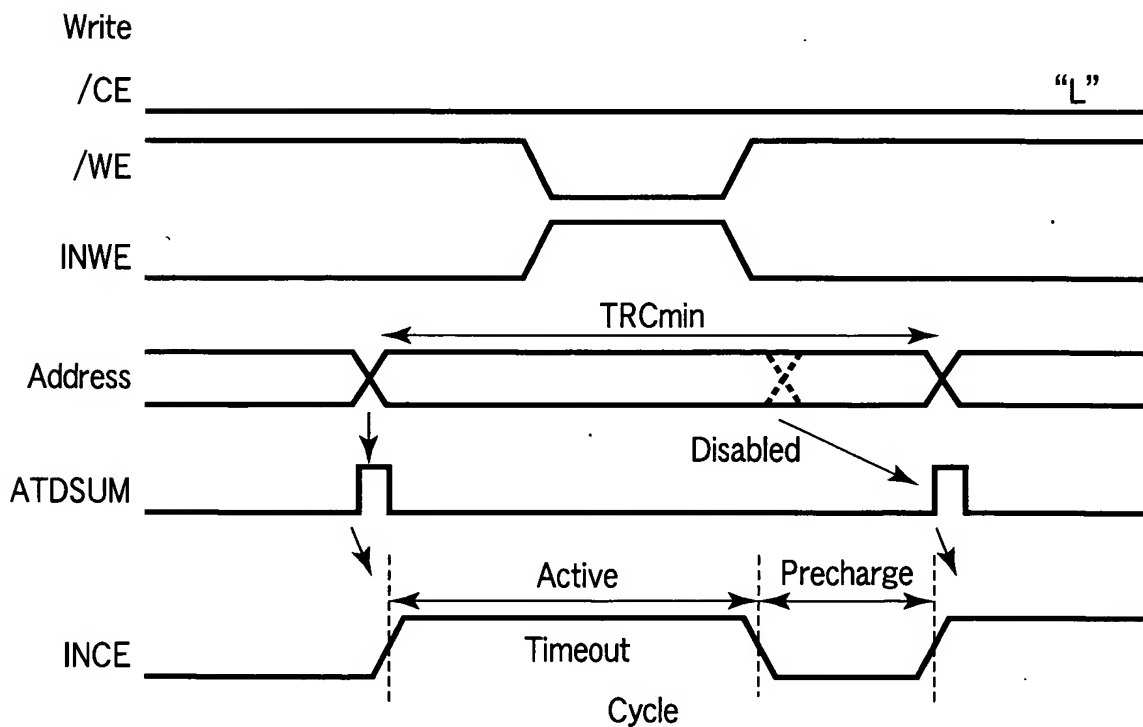 Write
/CE
“L”
/WE
INWE
TRCmin
Address
Disabled
ATDSUM
Active
Precharge
INCE
Timeout
Cycle